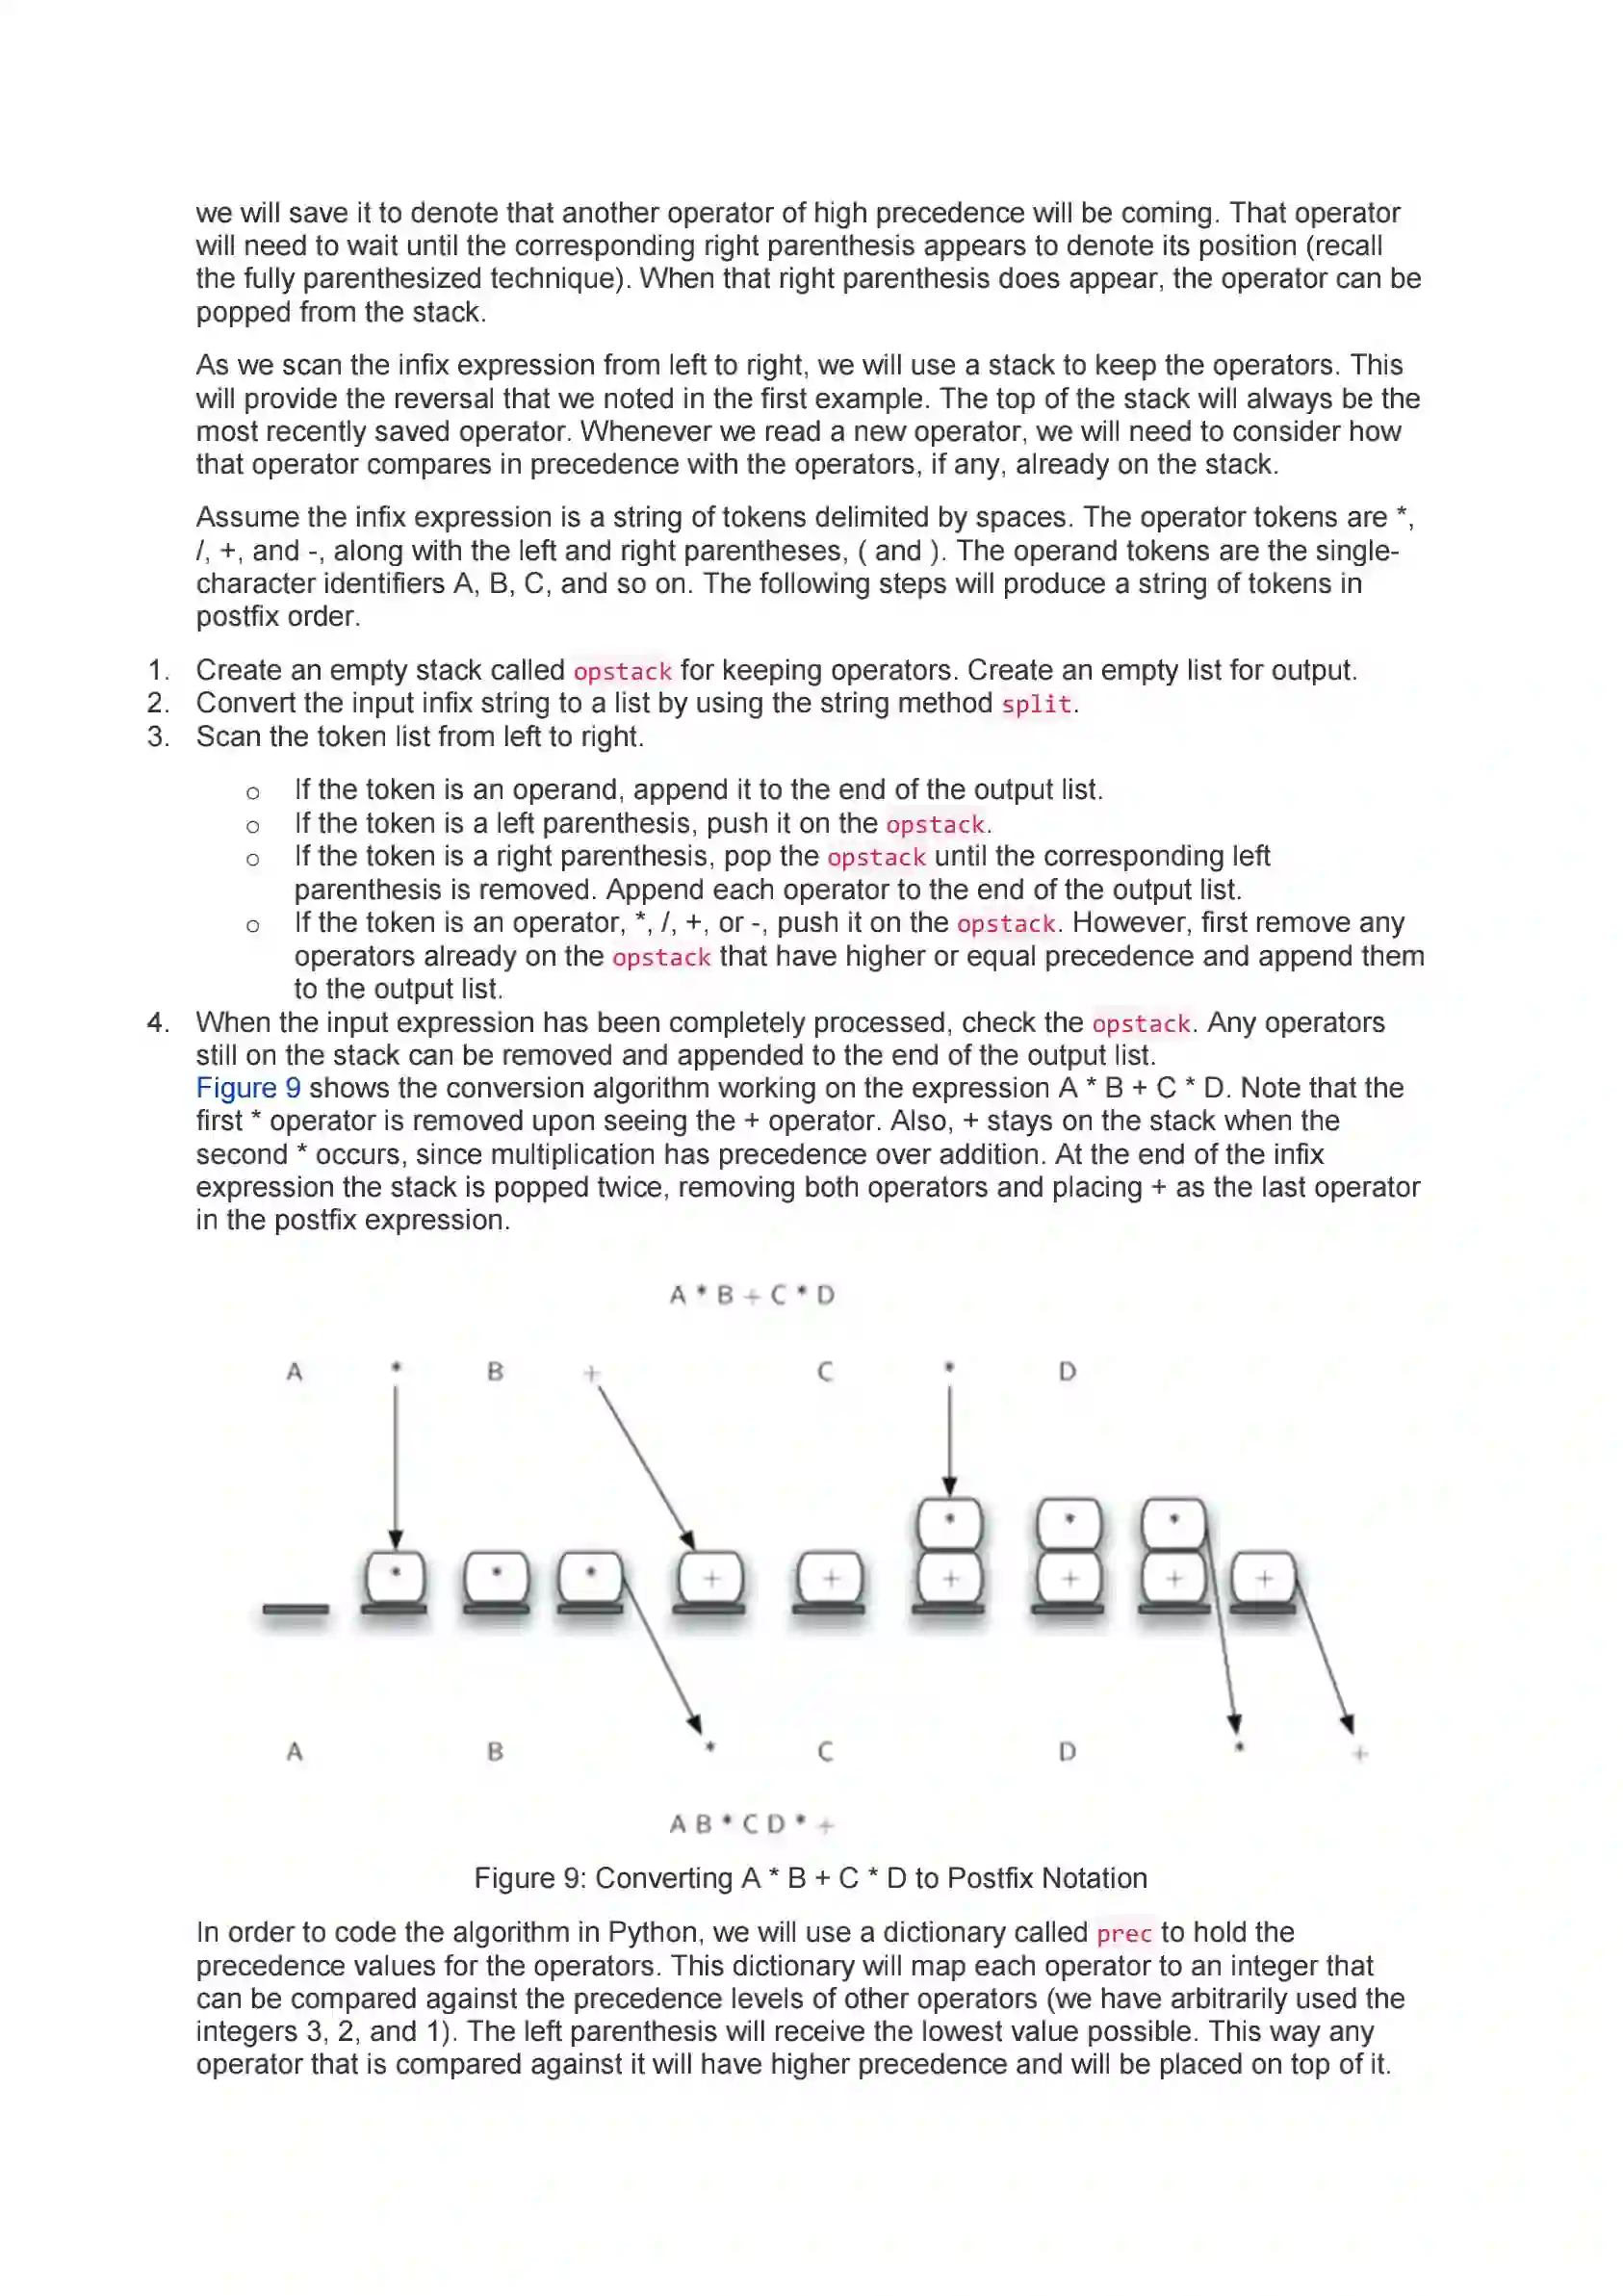 we will save it to denote that another operator of high precedence will be coming. That operator
will need to wait until the corresponding right parenthesis appears to denote its position (recall
the fully parenthesized technique). When that right parenthesis does appear, the operator can be
popped from the stack.
As we scan the infix expression from left to right, we will use a stack to keep the operators. This
will provide the reversal that we noted in the first example. The top of the stack will always be the
most recently saved operator. Whenever we read a new operator, we will need to consider how
that operator compares in precedence with the operators, if any, already on the stack.
Assume the infix expression is a string of tokens delimited by spaces. The operator tokens are *,
/, +, and -, along with the left and right parentheses, ( and ). The operand tokens are the single-
character identifiers A, B, C, and so on. The following steps will produce a string of tokens in
postfix order.
1. Create an empty stack called opstack for keeping operators. Create an empty list for output.
2. Convert the input infix string to a list by using the string method split.
3. Scan the token list from left to right.
o If the token is an operand, append it to the end of the output list.
o If the token is a left parenthesis, push it on the opstack.
o If the token is a right parenthesis, pop the opstack until the corresponding left
parenthesis is removed. Append each operator to the end of the output list.
o If the token is an operator, *, /, +, or -, push it on the opstack. However, first remove any
operators already on the opstack that have higher or equal precedence and append them
to the output list.
4. When the input expression has been completely processed, check the opstack. Any operators
still on the stack can be removed and appended to the end of the output list.
Figure 9 shows the conversion algorithm working on the expression A * B + C * D. Note that the
first * operator is removed upon seeing the + operator. Also, + stays on the stack when the
second * occurs, since multiplication has precedence over addition. At the end of the infix
expression the stack is popped twice, removing both operators and placing + as the last operator
in the postfix expression.
A * B + C * D
A * B + C * D
* * *
* * * + + + + + +
A B * C D * +
A B * C D * +
Figure 9: Converting A * B + C * D to Postfix Notation
In order to code the algorithm in Python, we will use a dictionary called prec to hold the
precedence values for the operators. This dictionary will map each operator to an integer that
can be compared against the precedence levels of other operators (we have arbitrarily used the
integers 3, 2, and 1). The left parenthesis will receive the lowest value possible. This way any
operator that is compared against it will have higher precedence and will be placed on top of it.